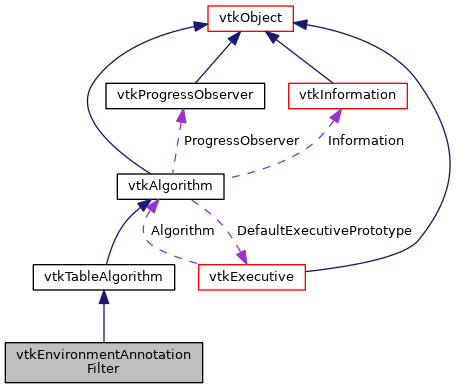 vtkObject
vtkProgressObserver
vtkInformation
ProgressObserver
Information
vtkAlgorithm
Algorithm
DefaultExecutivePrototype
vtkTableAlgorithm
vtkExecutive
vtkEnvironmentAnnotation
Filter